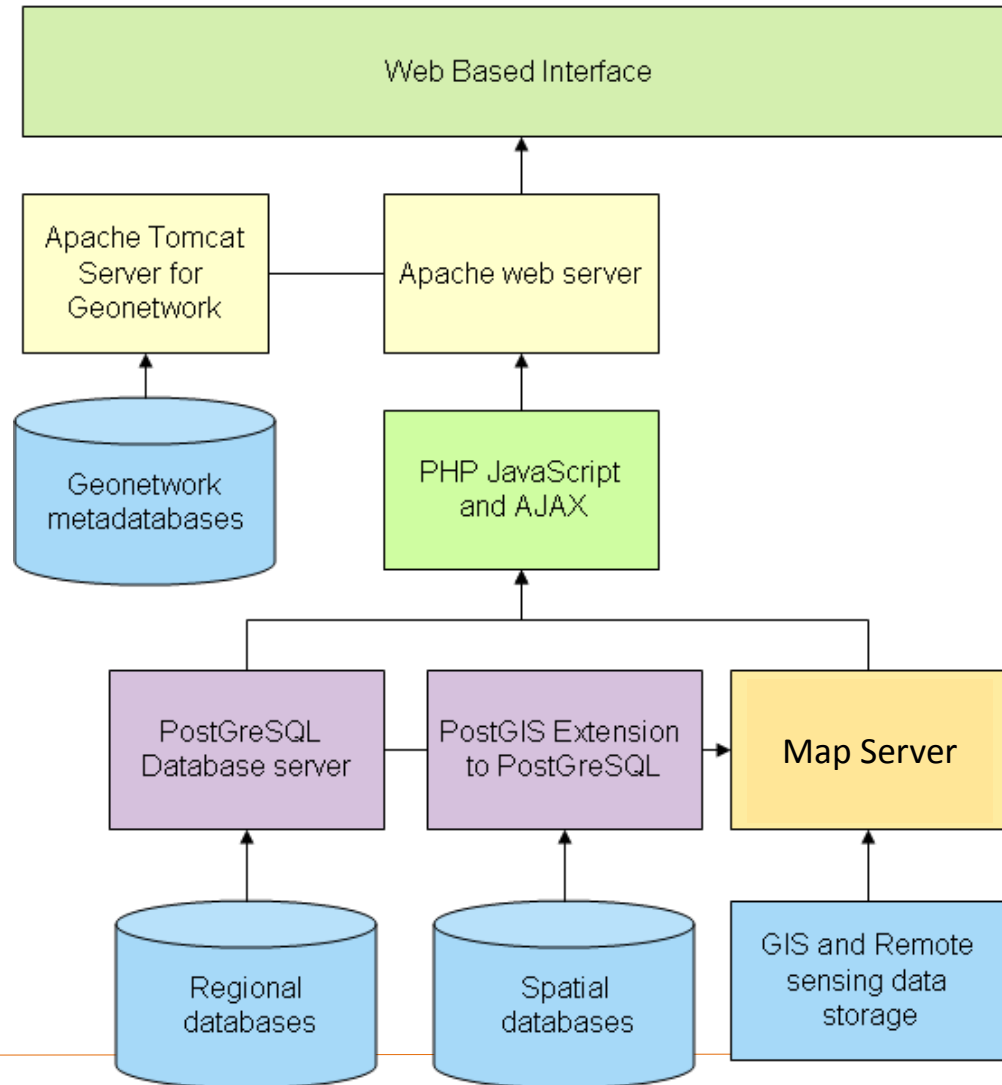 Web Based Interface
Apache Tomcat
Server for
Geonetwork
Apache web server
Geonetwork
metadatabases
PHP JavaScript
and AJAX
PostGreSQL
Database server
PostGIS Extension
to PostGreSQL
Map Server
Regional
databases
Spatial
databases
GIS and Remote
sensing data
storage